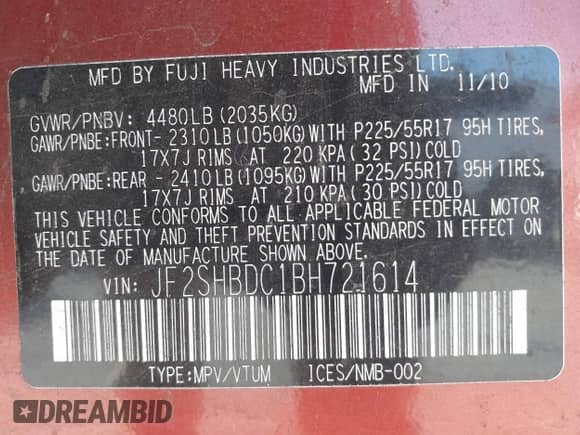 MFD BY FUJI HEAVY INDUSTRIES LTD.
MFD IN 11/10
GVWR/PNBV: 4480LB (2035KG)
GAWR/PNBE:FRONT- 2310LB (1050KG) WITH P225/55R17 95H TIRES,
17X7J RIMS AT 220 KPA (32 PSI) COLD
GAWR/PNBE:REAR - 2410LB (1095KG) WITH P225/55R17 95H TIRES,
17X7J RIMS AT 210 KPA (30 PSI) COLD
THIS VEHICLE CONFORMS TO ALL APPLICABLE FEDERAL MOTOR
VEHICLE SAFETY AND THEFT PREVENTION STANDARDS IN EFFECT ON
THE DATE OF MANUFACTURE SHOWN ABOVE.
VIN: JF2SHBDC1BH721614
TYPE:MPV/VTUM ICES/NMB-002
DREAMBID